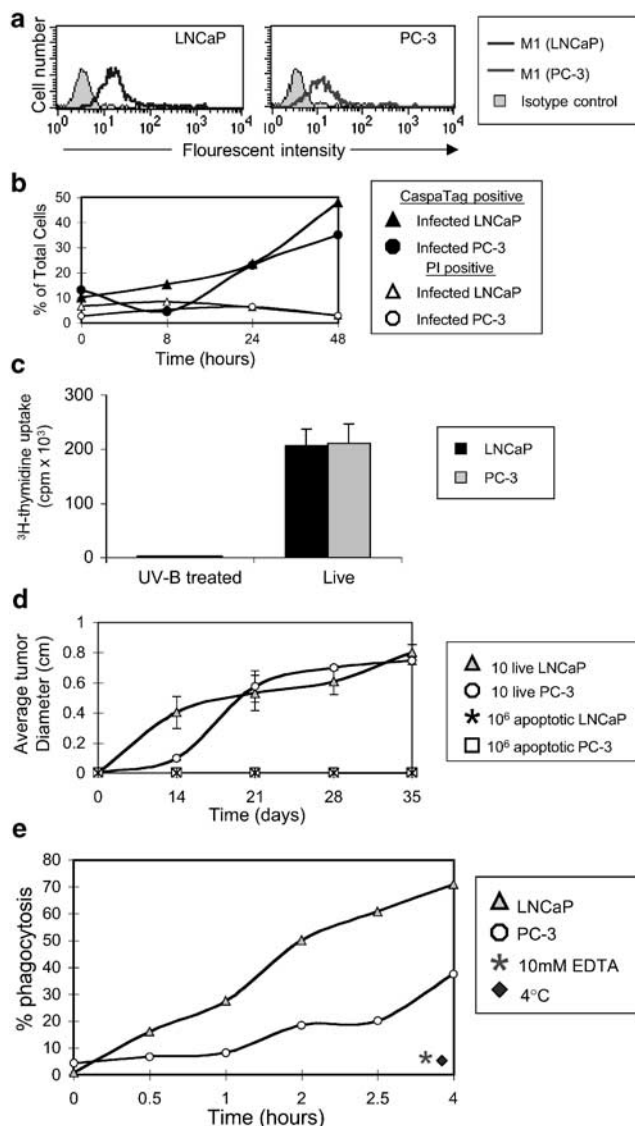 a
Cell number
LNCaP
PC-3
10⁰ 10¹ 10² 10³ 10⁴
10⁰ 10¹ 10² 10³ 10⁴
Flourescent intensity
M1 (LNCaP)
M1 (PC-3)
Isotype control
b
% of Total Cells
50
40
30
20
10
0
0 8 24 48
Time (hours)
CaspaTag positive
Infected LNCaP
Infected PC-3
PI positive
Infected LNCaP
Infected PC-3
c
³H-thymidine uptake
(cpm x 10³)
300
200
100
0
UV-B treated Live
LNCaP
PC-3
d
Average tumor
Diameter (cm)
1
0.8
0.6
0.4
0.2
0
0 14 21 28 35
Time (days)
10 live LNCaP
10 live PC-3
10⁶ apoptotic LNCaP
10⁶ apoptotic PC-3
e
% phagocytosis
80
70
60
50
40
30
20
10
0
0 0.5 1 2 2.5 4
Time (hours)
LNCaP
PC-3
10mM EDTA
4°C